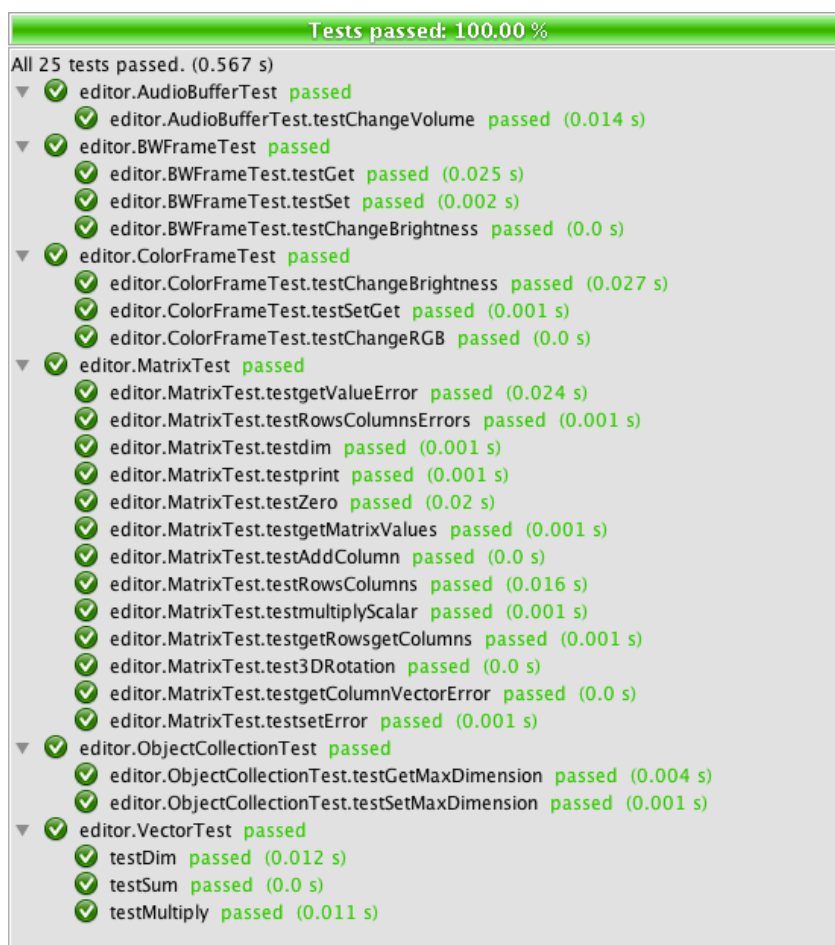 Tests passed: 100.00 %
All 25 tests passed. (0.567 s)
editor.AudioBufferTest passed
editor.AudioBufferTest.testChangeVolume passed (0.014 s)
editor.BWFrameTest passed
editor.BWFrameTest.testGet passed (0.025 s)
editor.BWFrameTest.testSet passed (0.002 s)
editor.BWFrameTest.testChangeBrightness passed (0.0 s)
editor.ColorFrameTest passed
editor.ColorFrameTest.testChangeBrightness passed (0.027 s)
editor.ColorFrameTest.testSetGet passed (0.001 s)
editor.ColorFrameTest.testChangeRGB passed (0.0 s)
editor.MatrixTest passed
editor.MatrixTest.testgetValueError passed (0.024 s)
editor.MatrixTest.testRowsColumnsErrors passed (0.001 s)
editor.MatrixTest.testdim passed (0.001 s)
editor.MatrixTest.testprint passed (0.001 s)
editor.MatrixTest.testZero passed (0.02 s)
editor.MatrixTest.testgetMatrixValues passed (0.001 s)
editor.MatrixTest.testAddColumn passed (0.0 s)
editor.MatrixTest.testRowsColumns passed (0.016 s)
editor.MatrixTest.testmultiplyScalar passed (0.001 s)
editor.MatrixTest.testgetRowsgetColumns passed (0.001 s)
editor.MatrixTest.test3DRotation passed (0.0 s)
editor.MatrixTest.testgetColumnVectorError passed (0.0 s)
editor.MatrixTest.testsetError passed (0.001 s)
editor.ObjectCollectionTest passed
editor.ObjectCollectionTest.testGetMaxDimension passed (0.004 s)
editor.ObjectCollectionTest.testSetMaxDimension passed (0.001 s)
editor.VectorTest passed
testDim passed (0.012 s)
testSum passed (0.0 s)
testMultiply passed (0.011 s)